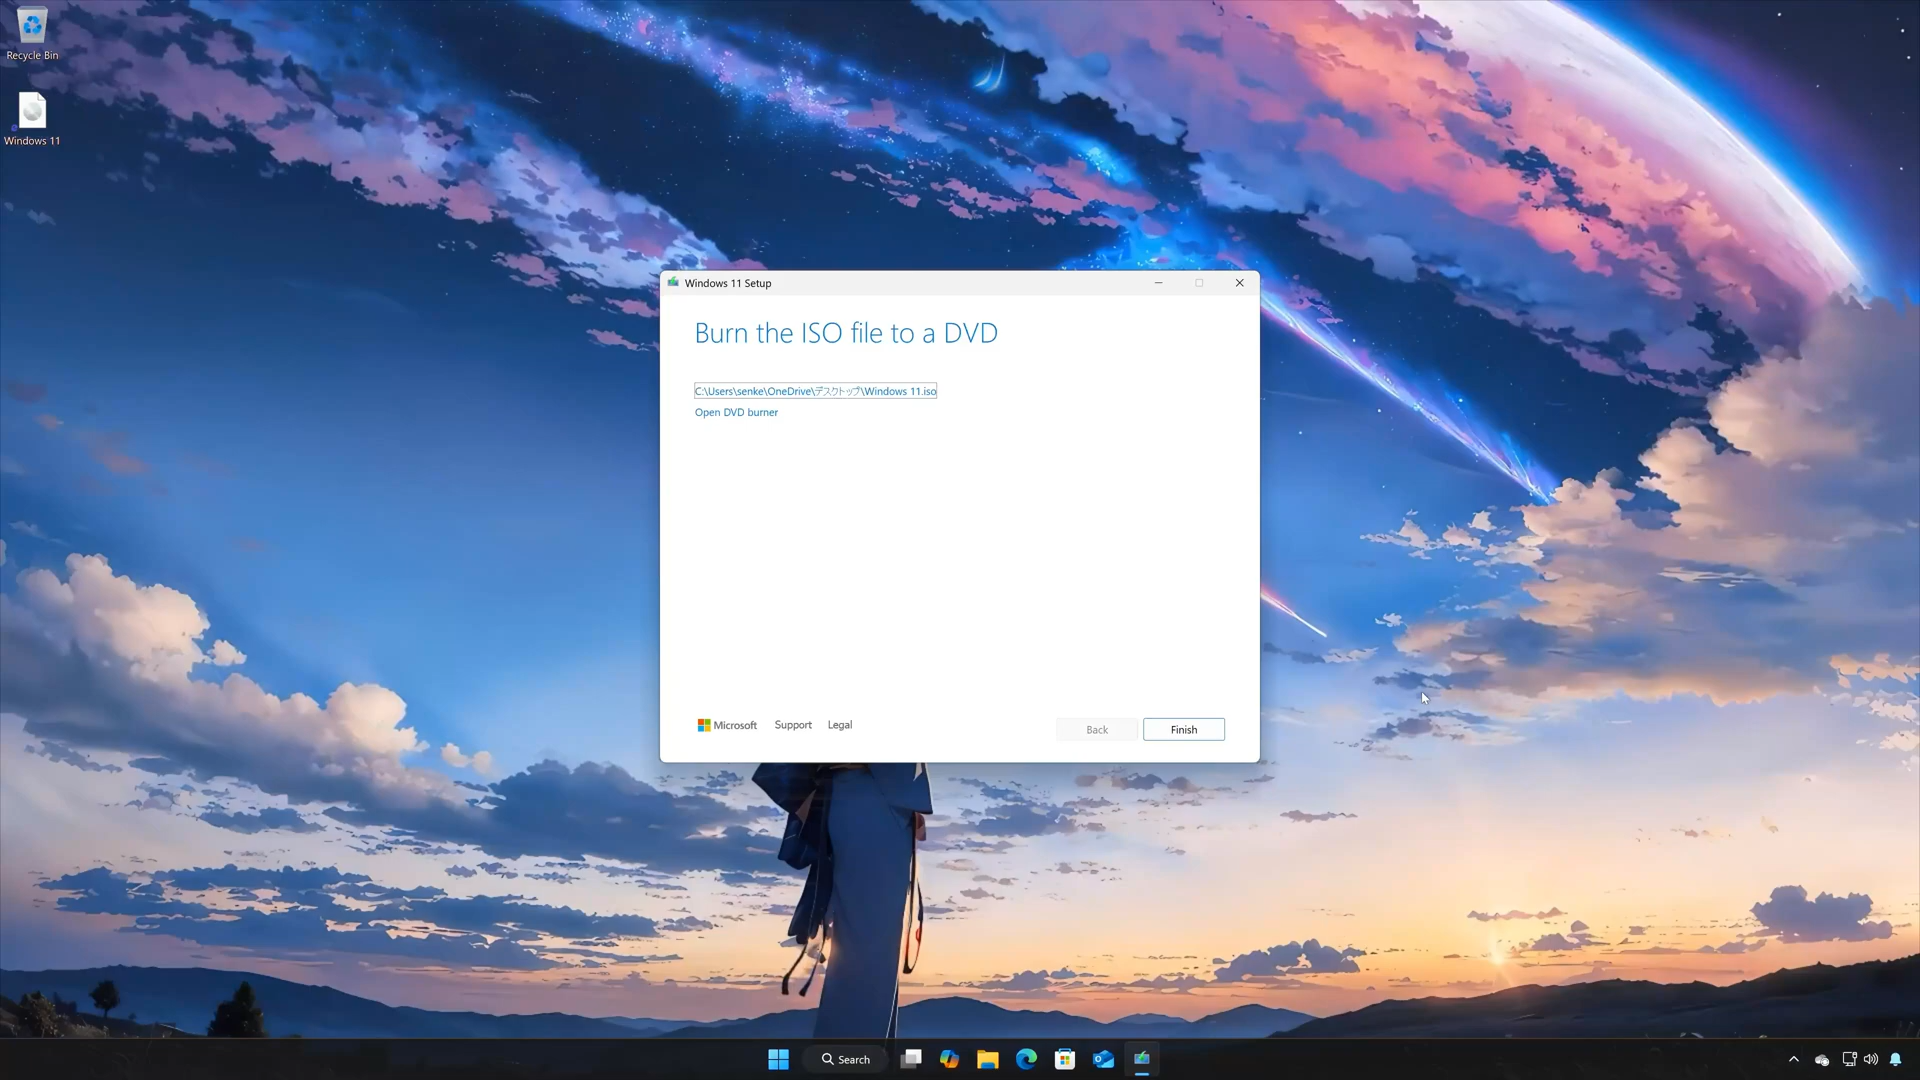 Recycle Bin
Windows 11
Windows 11 Setup
Burn the ISO file to a DVD
C:\Users\senke\OneDrive\デスクトップ\Windows 11.iso
Open DVD burner
Microsoft
Support
Legal
Back
Finish
Search